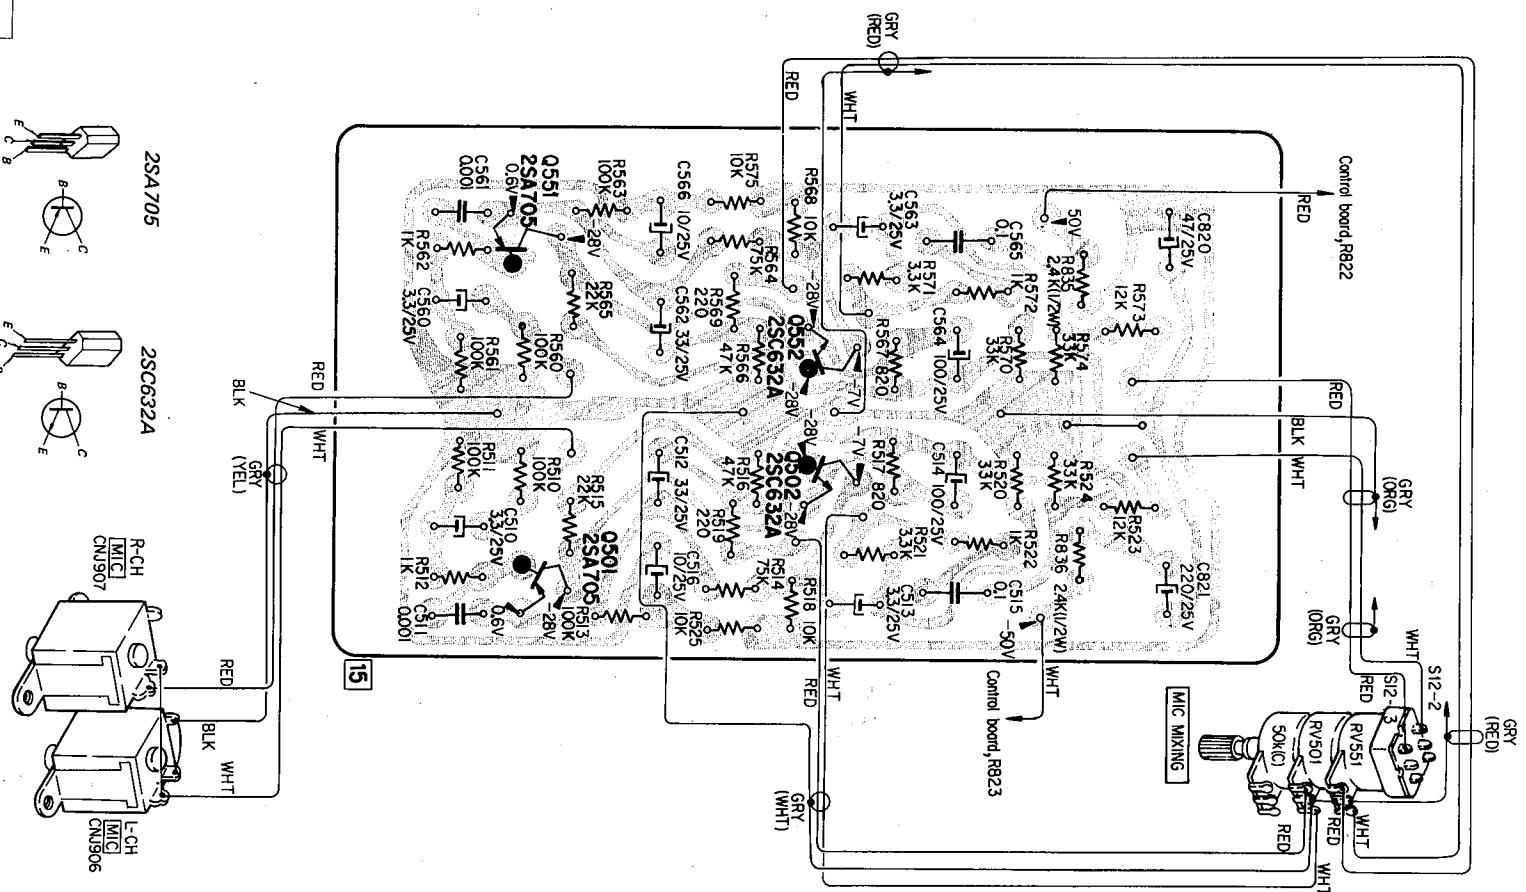 GRY
(RED)
RED
WHT
Control board,R822
RED
2SA705
E
C
B
B
C
E
2SC632A
E
B
C
E
Q551
2SA705
0.6V
C561
0.001
R563
100K
-28V
R562
1K
C560
3.3/25V
R565
22K
R560
100K
R561
100K
C566 10/25V
R575
10K
R564
75K
R568 10K
C562 33/25V
R569
220
R566
47K
-28V
Q552
2SC632A
-28V
-7V
C563
3.3/25V
R571
3.3K
R567 820
C565
0.1
R572
1K
C564 100/25V
R570
33K
50V
R835
2.4K(1/2W)
R574
33K
C820
47/25V
R573
12K
RED
BLK
WHT
RED
BLK
WHT
GRY
(YEL)
R511
100K
R510
100K
R515
22K
C510
3.3/25V
R512
1K
C511
0.001
Q501
2SA705
0.6V
-28V
R513
100K
C512 33/25V
R516
47K
R519
220
C516
10/25V
R514
75K
R525
10K
R518 10K
Q502
2SC632A
-28V
-28V
-7V
R517 820
R521
3.3K
C513
3.3/25V
C514 100/25V
R520
33K
R522
1K
C515
0.1
-50V
R524
33K
R836 24K(1/2W)
R523
12K
C821
220/25V
GRY
(ORG)
GRY
(ORG)
15
RED
WHT
WHT
Control board,R823
GRY
(WHT)
MIC MIXING
WHT
RED
S12-3
S12-2
GRY
(RED)
RV551
RV501
50k(C)
RED
RED
WHT
WHT
R-CH
MIC
CNJ907
L-CH
MIC
CNJ906
RED
BLK
WHT